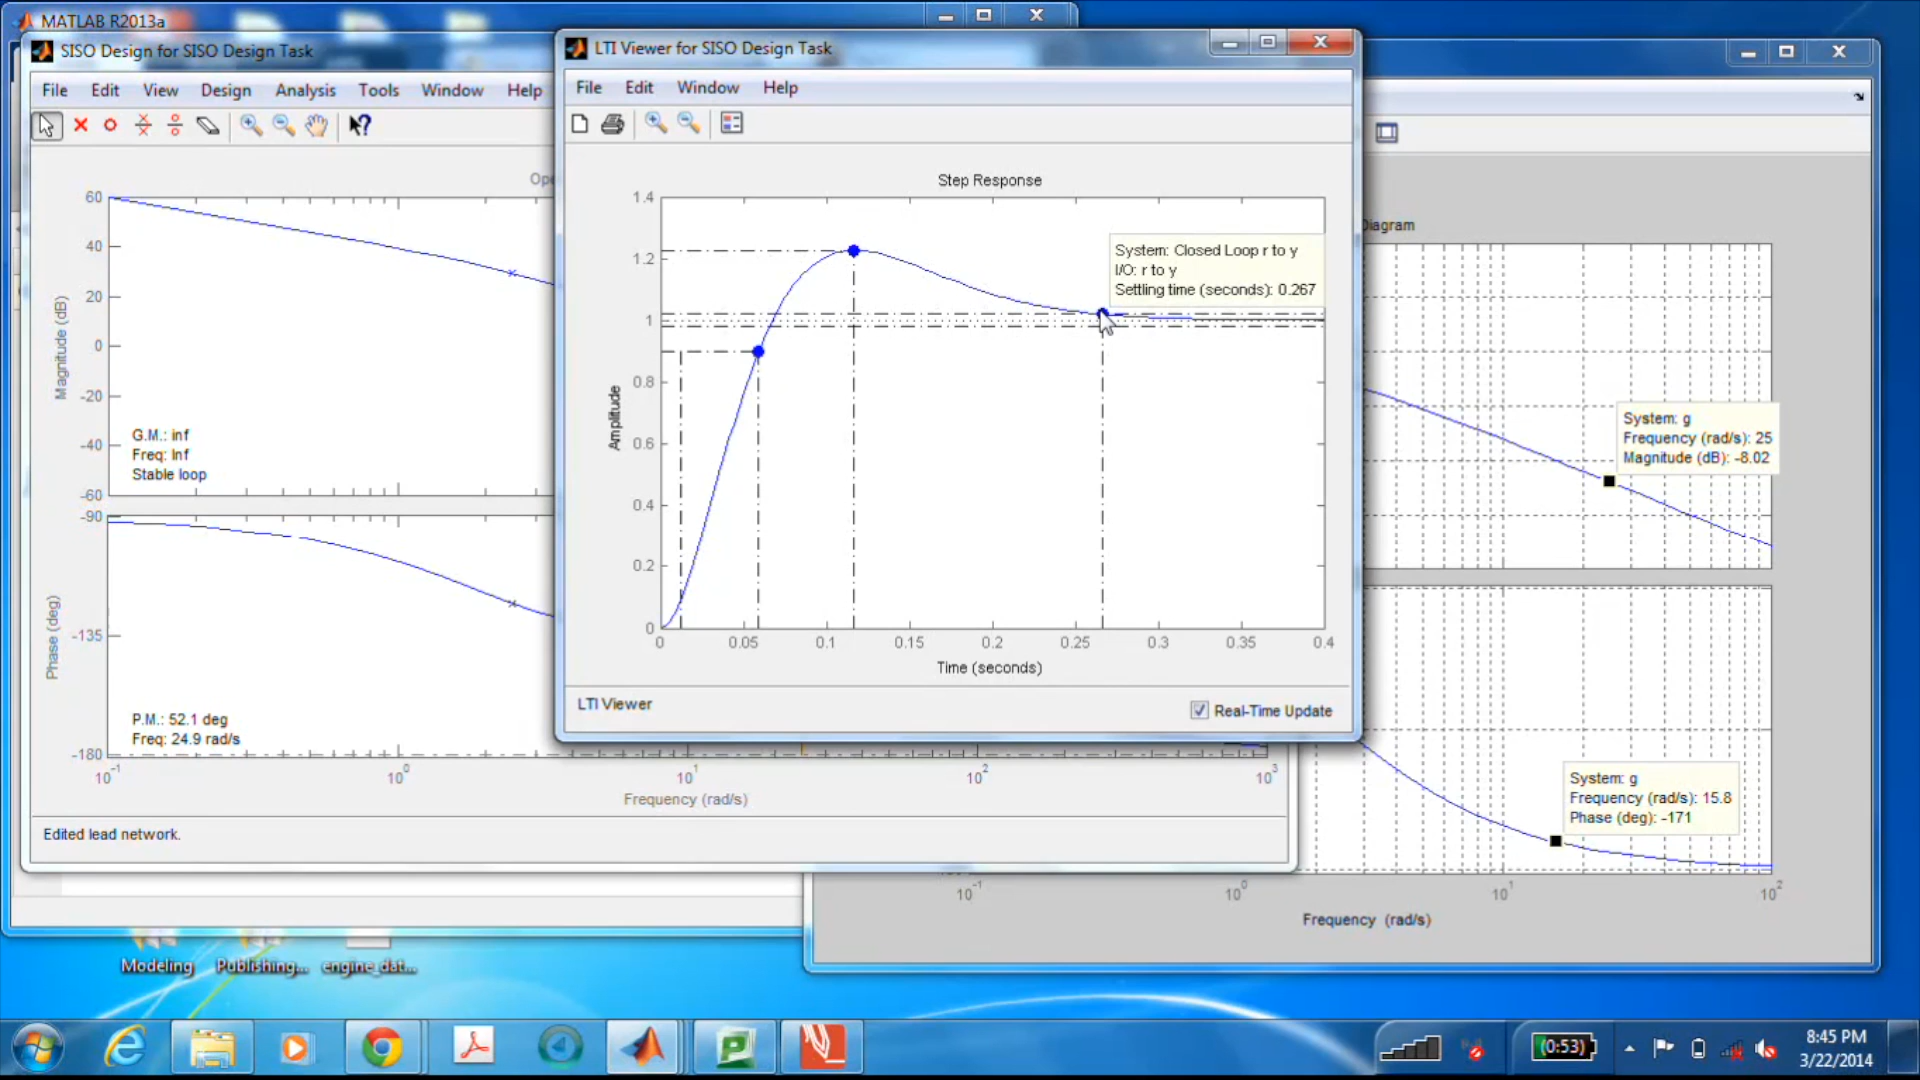 MATLAB R2013a
SISO Design for SISO Design Task
File Edit View Design Analysis Tools Window Help
60
40
20
0
-20
-40
-60
Magnitude (dB)
G.M.: inf
Freq: Inf
Stable loop
-90
-135
-180
Phase (deg)
P.M.: 52.1 deg
Freq: 24.9 rad/s
10-1 100 101 102 103
Frequency (rad/s)
Edited lead network.
LTI Viewer for SISO Design Task
File Edit Window Help
Step Response
1.4
1.2
1
0.8
0.6
0.4
0.2
0
Amplitude
System: Closed Loop r to y
I/O: r to y
Settling time (seconds): 0.267
0 0.05 0.1 0.15 0.2 0.25 0.3 0.35 0.4
Time (seconds)
LTI Viewer
Real-Time Update
Diagram
System: g
Frequency (rad/s): 25
Magnitude (dB): -8.02
System: g
Frequency (rad/s): 15.8
Phase (deg): -171
10-1 100 101 102
Frequency (rad/s)
Modeling Publishing... engine_dat...
(0:53)
8:45 PM
3/22/2014